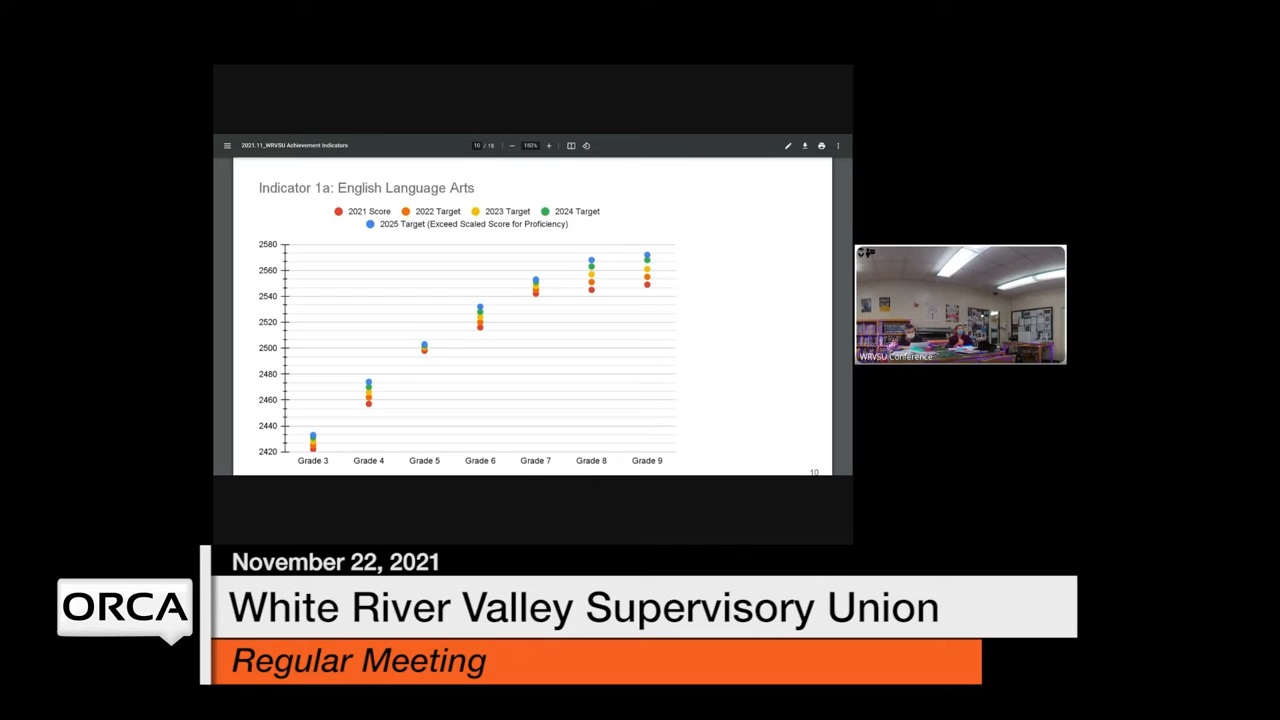 2021.11_WRVSU Achievement Indicators
10 / 18
150%
Indicator 1a: English Language Arts
2021 Score
2022 Target
2023 Target
2024 Target
2025 Target (Exceed Scaled Score for Proficiency)
2580
2560
2540
2520
2500
2480
2460
2440
2420
Grade 3
Grade 4
Grade 5
Grade 6
Grade 7
Grade 8
Grade 9
10
WRVSU Conference
November 22, 2021
ORCA
White River Valley Supervisory Union
Regular Meeting